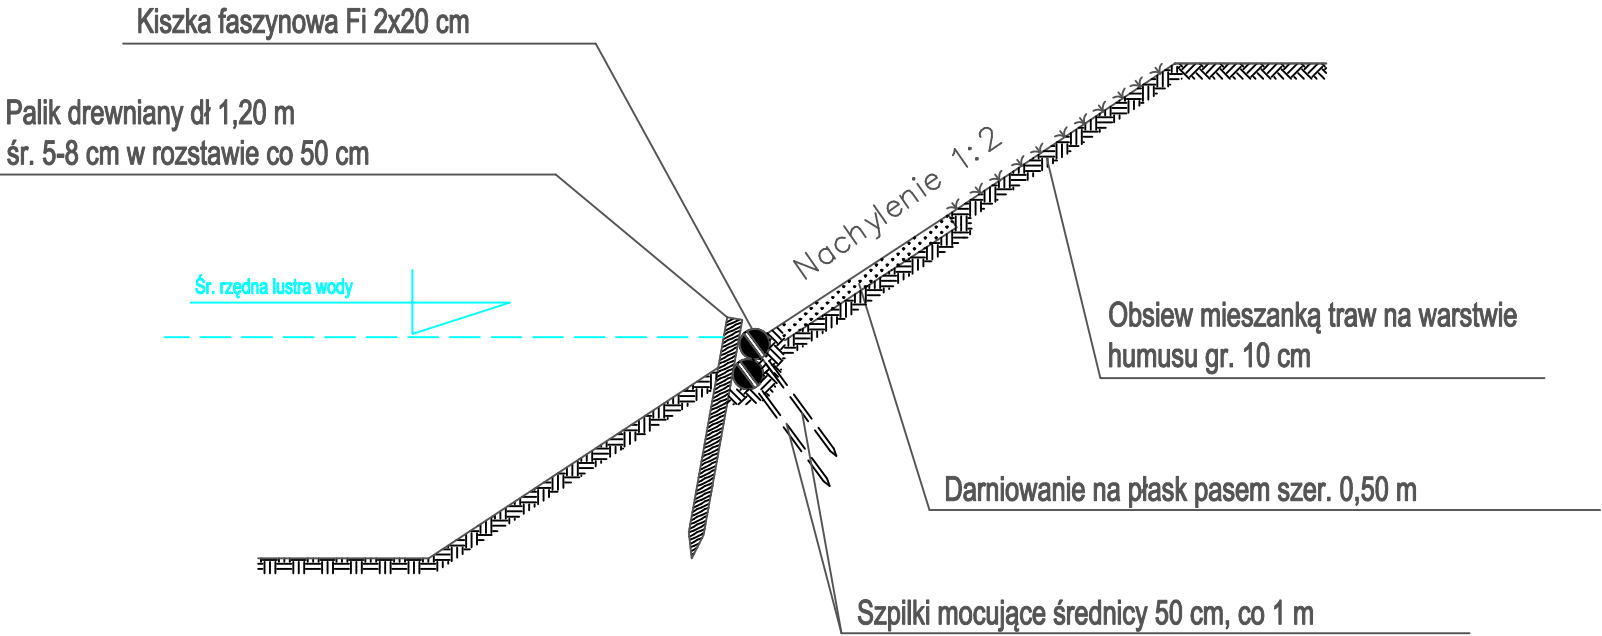 Kiszka faszynowa Fi 2x20 cm
Palik drewniany dł 1,20 m
śr. 5-8 cm w rozstawie co 50 cm
Nachylenie 1:2
Śr. rzędna lustra wody
Obsiew mieszanką traw na warstwie
humusu gr. 10 cm
Darniowanie na płask pasem szer. 0,50 m
Szpilki mocujące średnicy 50 cm, co 1 m